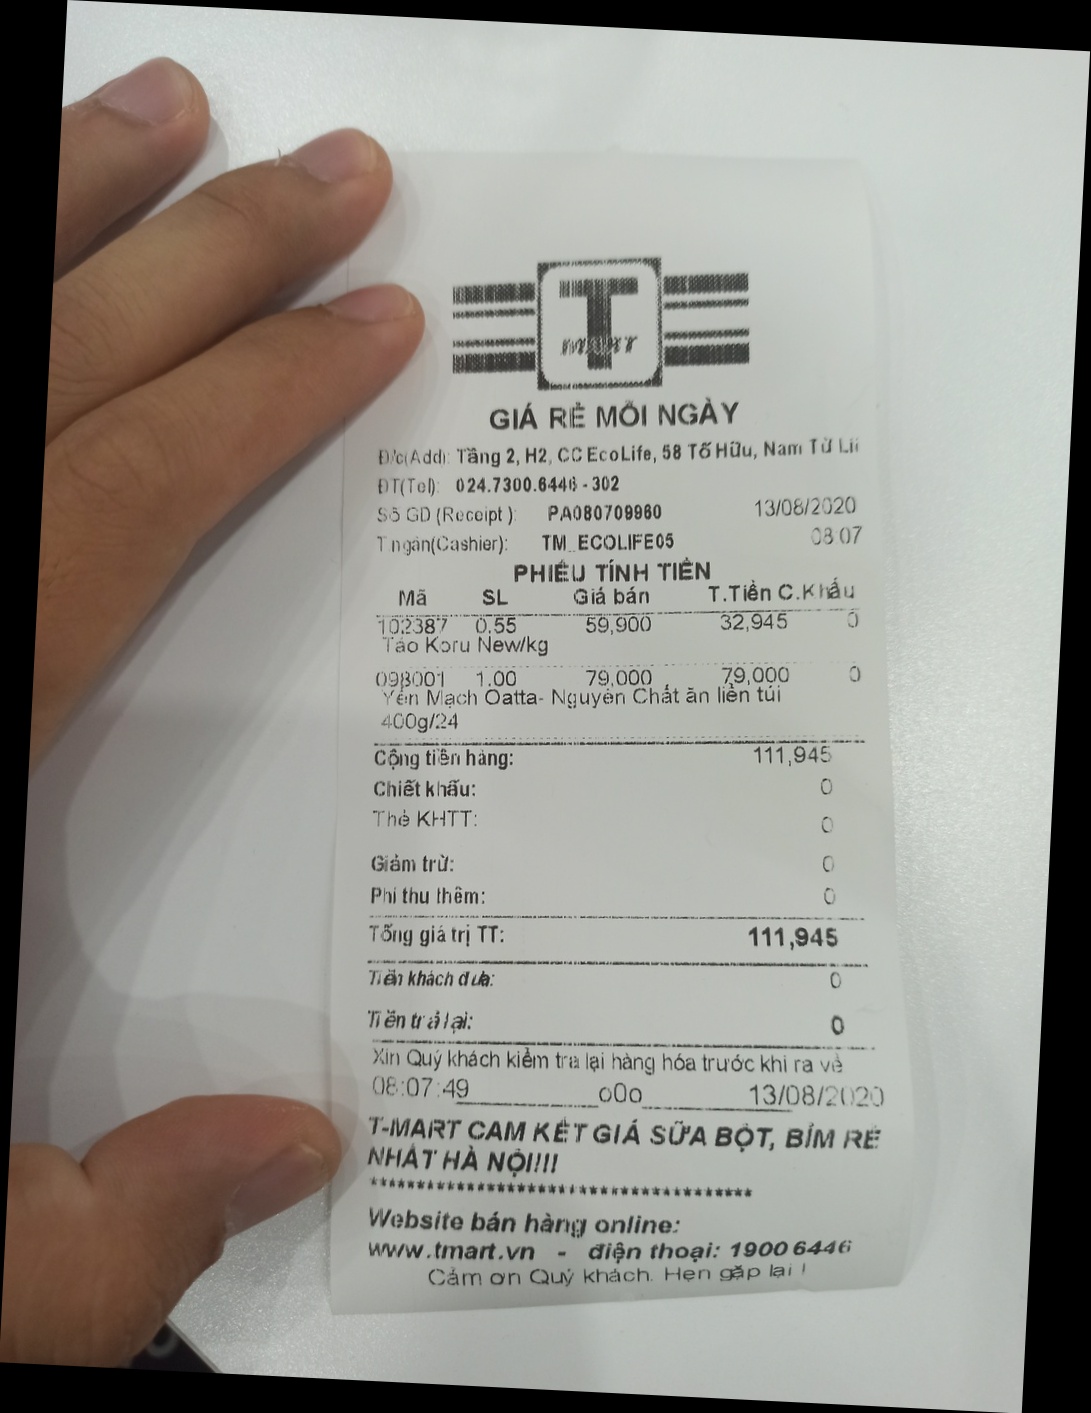 T
mart
GIÁ RẺ MỖI NGÀY
Đ/c(Add): Tầng 2, H2, CC EcoLife, 58 Tố Hữu, Nam Từ Lii
ĐT(Tel): 024.7300.6446 - 302
Số GD (Receipt ): PA080709960 13/08/2020
T ngân(Cashier): TM_ECOLIFE05 08:07
PHIẾU TÍNH TIỀN
Mã SL Giá bán T.Tiền C.Khấu
102387 0.55 59,900 32,945 0
Táo Koru New/kg
098001 1.00 79,000 79,000 0
Yến Mạch Oatta- Nguyên Chất ăn liền túi
400g/24
Cộng tiền hàng: 111,945
Chiết khấu: 0
Thẻ KHTT: 0
Giảm trừ: 0
Phí thu thêm: 0
Tổng giá trị TT: 111,945
Tiền khách đưa: 0
Tiền trả lại: 0
Xin Quý khách kiểm tra lại hàng hóa trước khi ra về
08:07:49 o0o 13/08/2020
T-MART CAM KẾT GIÁ SỮA BỘT, BỈM RẺ
NHẤT HÀ NỘI!!!
****************************************
Website bán hàng online:
www.tmart.vn - điện thoại: 1900 6446
Cảm ơn Quý khách. Hẹn gặp lại !